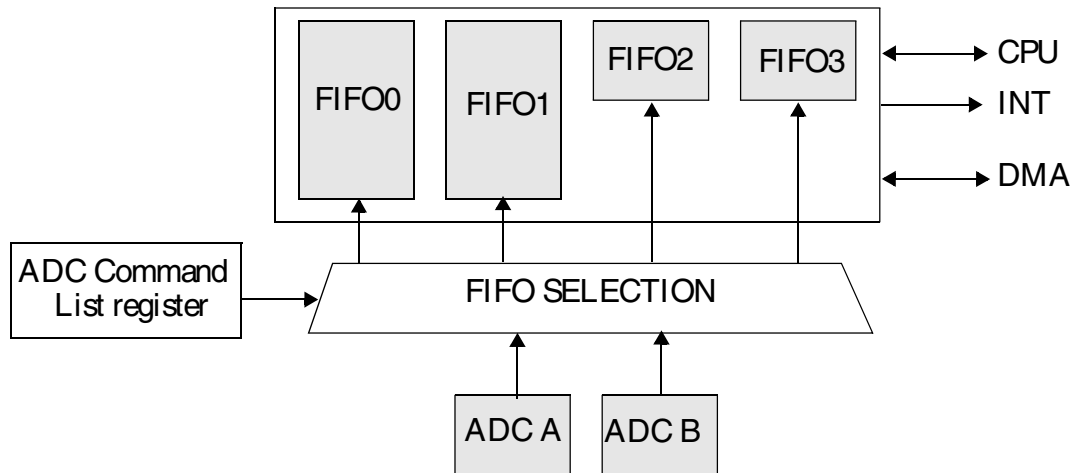 FIFO0
FIFO1
FIFO2
FIFO3
CPU
INT
DMA
ADC Command
List register
FIFO SELECTION
ADC A
ADC B